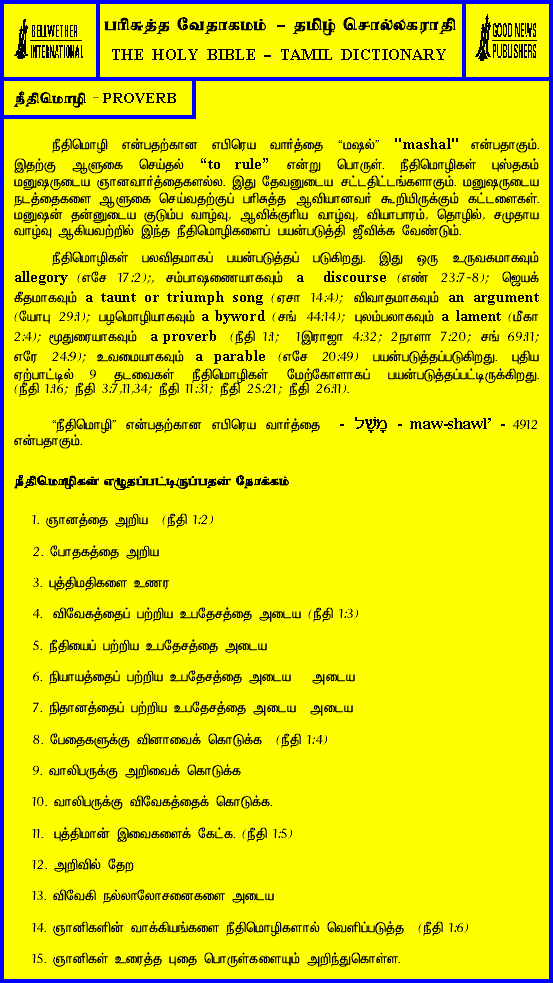 BELLWETHER
INTERNATIONAL
பரிசுத்த வேதாகமம் – தமிழ் சொல்லகராதி
THE HOLY BIBLE – TAMIL DICTIONARY
GOOD NEWS
PUBLISHERS
நீதிமொழி - PROVERB
நீதிமொழி என்பதற்கான எபிரெய வார்த்தை “மஷல்” "mashal" என்பதாகும்.
இதற்கு ஆளுகை செய்தல் “to rule” என்று பொருள். நீதிமொழிகள் புஸ்தகம்
மனுஷருடைய ஞானவார்த்தைகளல்ல. இது தேவனுடைய சட்டதிட்டங்களாகும். மனுஷருடைய
நடத்தைகளை ஆளுகை செய்வதற்குப் பரிசுத்த ஆவியானவர் கூறியிருக்கும் கட்டளைகள்.
மனுஷன் தன்னுடைய குடும்ப வாழ்வு, ஆவிக்குரிய வாழ்வு, வியாபாரம், தொழில், சமுதாய
வாழ்வு ஆகியவற்றில் இந்த நீதிமொழிகளைப் பயன்படுத்தி ஜீவிக்க வேண்டும்.
நீதிமொழிகள் பலவிதமாகப் பயன்படுத்தப் படுகிறது. இது ஒரு உருவகமாகவும்
allegory (எசே 17:2);, சம்பாஷணையாகவும் a discourse (எண் 23:7-8); ஜெயக்
கீதமாகவும் a taunt or triumph song (ஏசா 14:4); விவாதமாகவும் an argument
(யோபு 29:1); பழமொழியாகவும் a byword (சங் 44:14); புலம்பலாகவும் a lament (மீகா
2:4); மூதுரையாகவும் a proverb (நீதி 1:1; 1இராஜா 4:32; 2நாளா 7:20; சங் 69:11;
எரே 24:9); உவமையாகவும் a parable (எசே 20:49) பயன்படுத்தப்படுகிறது. புதிய
ஏற்பாட்டில் 9 தடவைகள் நீதிமொழிகள் மேற்கோளாகப் பயன்படுத்தப்பட்டிருக்கிறது.
(நீதி 1:16; நீதி 3:7,11,34; நீதி 11:31; நீதி 25:21; நீதி 26:11).
“நீதிமொழி” என்பதற்கான எபிரெய வார்த்தை - מָשָׁל - maw-shawl’ - 4912
என்பதாகும்.
நீதிமொழிகள் எழுதப்பட்டிருப்பதன் நோக்கம்
1. ஞானத்தை அறிய (நீதி 1:2)
2. போதகத்தை அறிய
3. புத்திமதிகளை உணர
4. விவேகத்தைப் பற்றிய உபதேசத்தை அடைய (நீதி 1:3)
5. நீதியைப் பற்றிய உபதேசத்தை அடைய
6. நியாயத்தைப் பற்றிய உபதேசத்தை அடைய அடைய
7. நிதானத்தைப் பற்றிய உபதேசத்தை அடைய அடைய
8. பேதைகளுக்கு வினாவைக் கொடுக்க (நீதி 1:4)
9. வாலிபருக்கு அறிவைக் கொடுக்க
10. வாலிபருக்கு விவேகத்தைக் கொடுக்க.
11. புத்திமான் இவைகளைக் கேட்க. (நீதி 1:5)
12. அறிவில் தேற
13. விவேகி நல்லாலோசனைகளை அடைய
14. ஞானிகளின் வாக்கியங்களை நீதிமொழிகளால் வெளிப்படுத்த (நீதி 1:6)
15. ஞானிகள் உரைத்த புதை பொருள்களையும் அறிந்துகொள்ள.